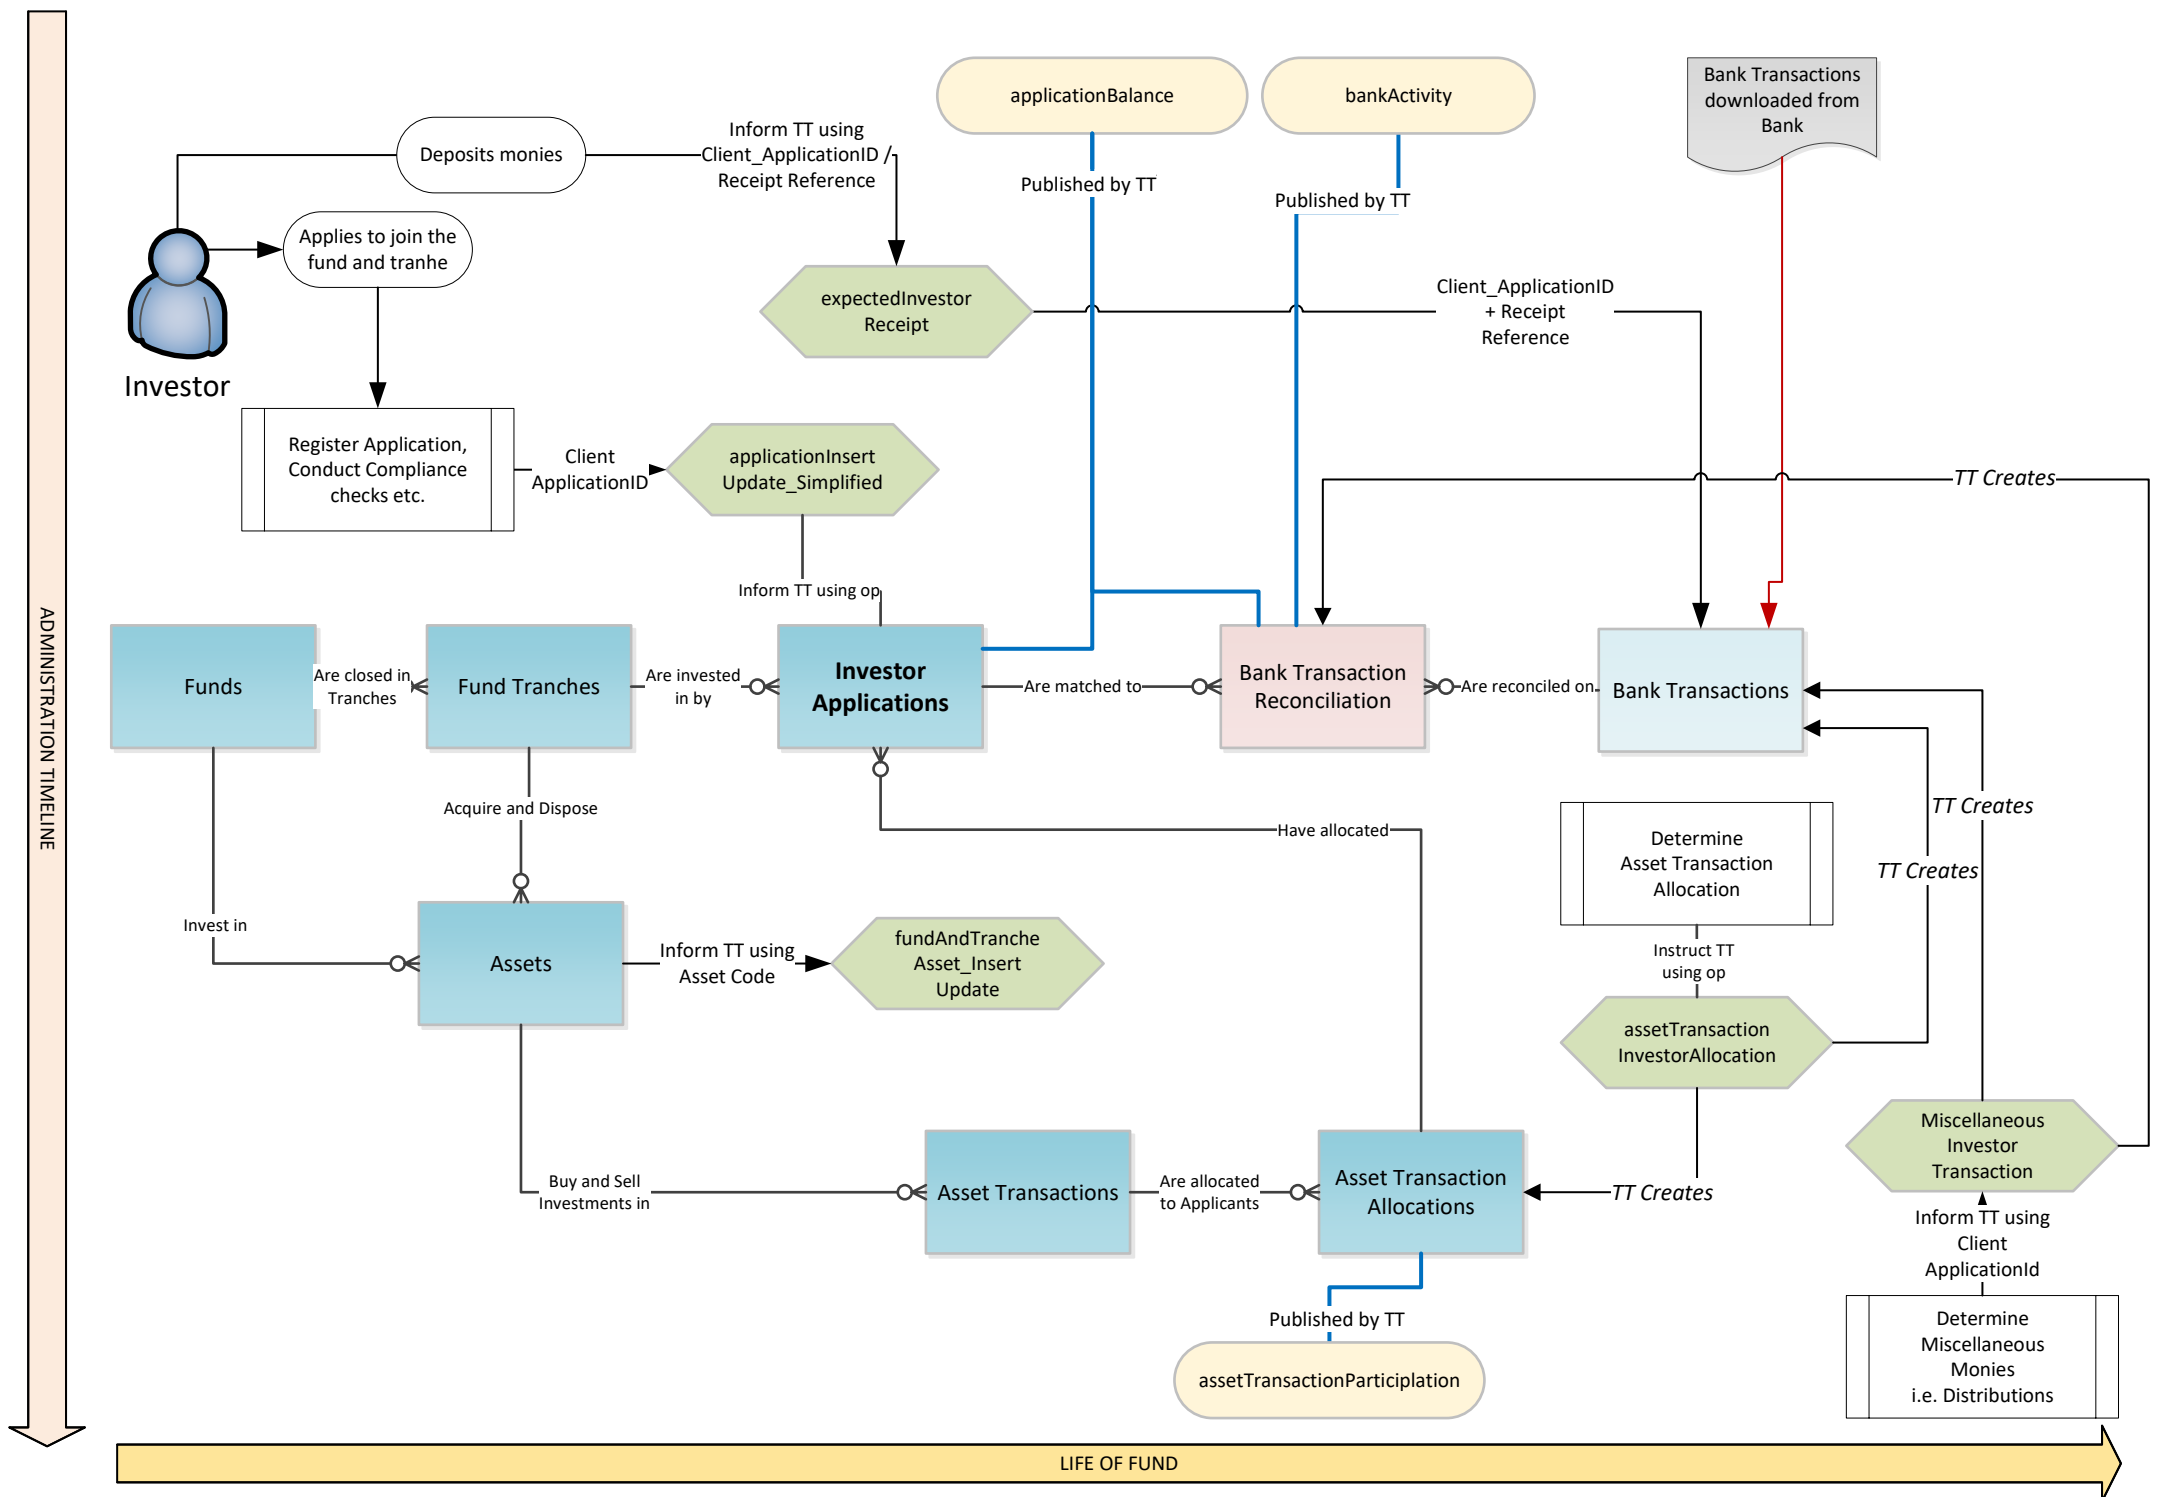 applicationBalance
bankActivity
Bank Transactions
downloaded from
Bank
Deposits monies
Inform TT using
Client_ApplicationID /
Receipt Reference
Published by TT
Published by TT
Applies to join the
fund and tranhe
Investor
expectedInvestor
Receipt
Client_ApplicationID
+ Receipt
Reference
Register Application,
Conduct Compliance
checks etc.
Client
ApplicationID
applicationInsert
Update_Simplified
TT Creates
Inform TT using op
ADMINISTRATION TIMELINE
Funds
Are closed in
Tranches
Fund Tranches
Are invested
in by
Investor
Applications
Are matched to
Bank Transaction
Reconciliation
Are reconciled on
Bank Transactions
Acquire and Dispose
Have allocated
TT Creates
Determine
Asset Transaction
Allocation
TT Creates
Invest in
Assets
Inform TT using
Asset Code
fundAndTranche
Asset_Insert
Update
Instruct TT
using op
assetTransaction
InvestorAllocation
Miscellaneous
Investor
Transaction
Buy and Sell
Investments in
Asset Transactions
Are allocated
to Applicants
Asset Transaction
Allocations
TT Creates
Inform TT using
Client
ApplicationId
Published by TT
Determine
Miscellaneous
Monies
i.e. Distributions
assetTransactionParticiplation
LIFE OF FUND